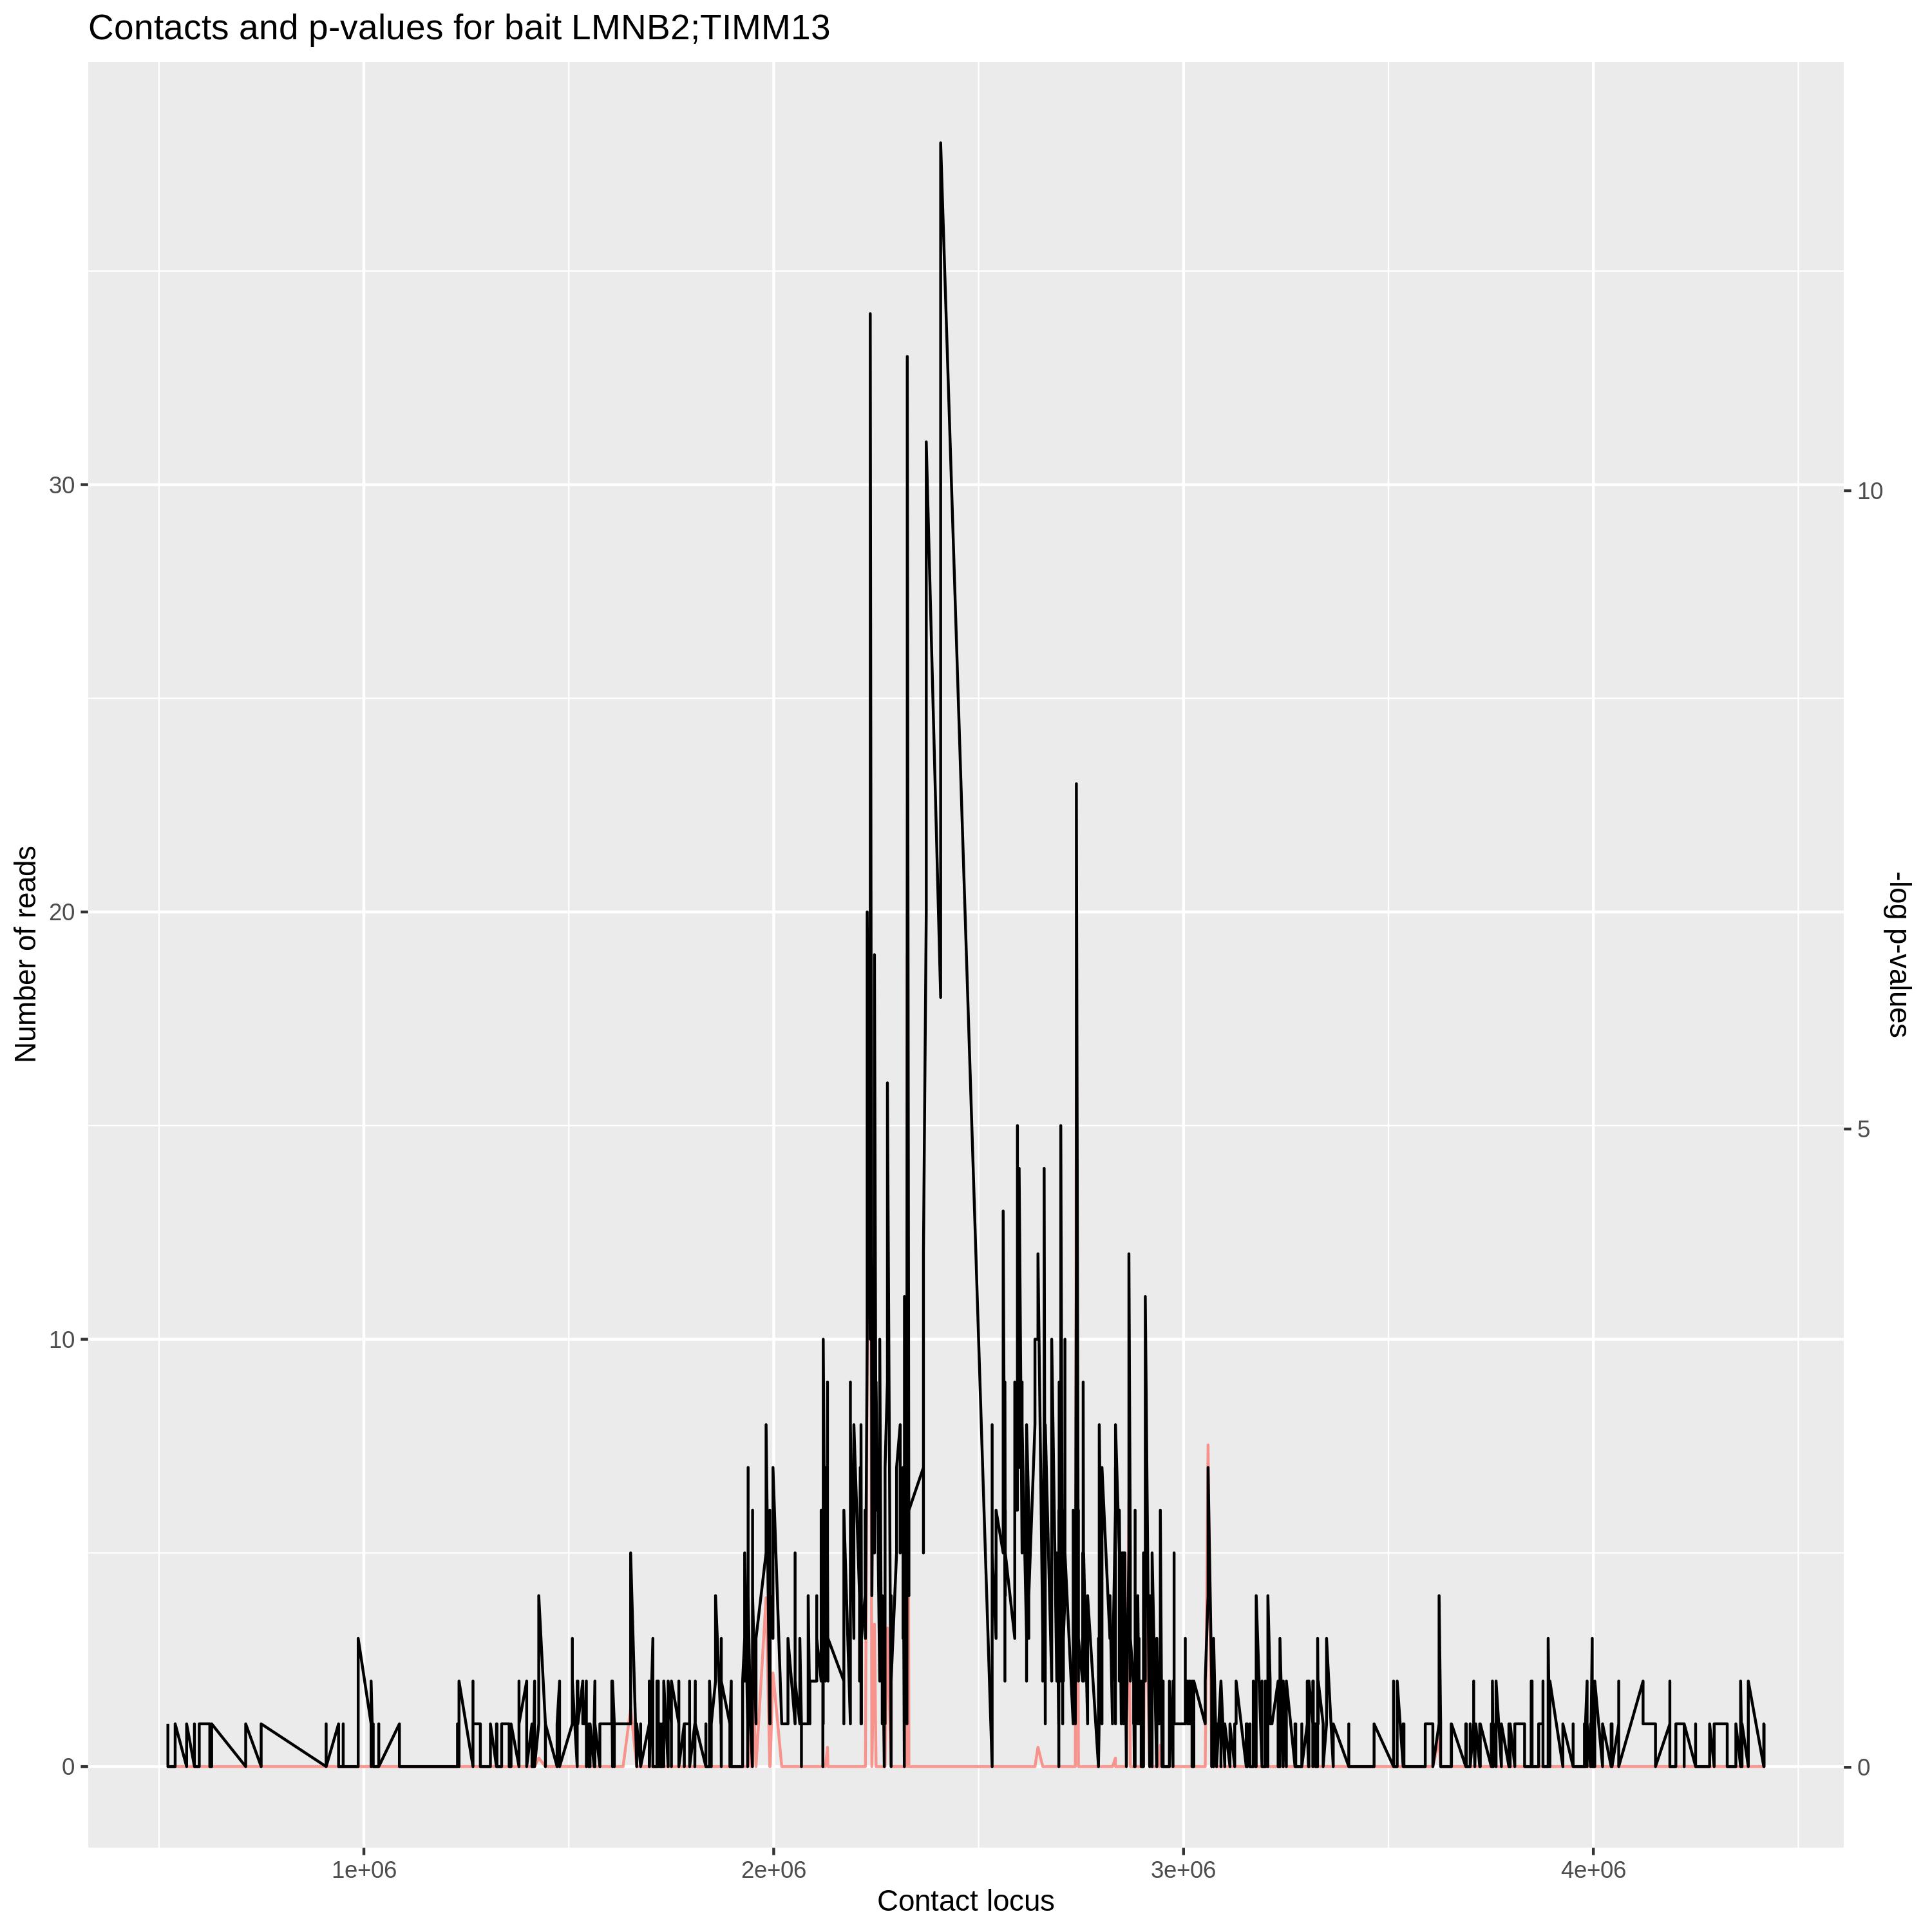 Contacts and p-values for bait LMNB2;TIMM13
30
20
10
0
Number of reads
10
5
0
-log p-values
1e+06 2e+06 3e+06 4e+06
Contact locus